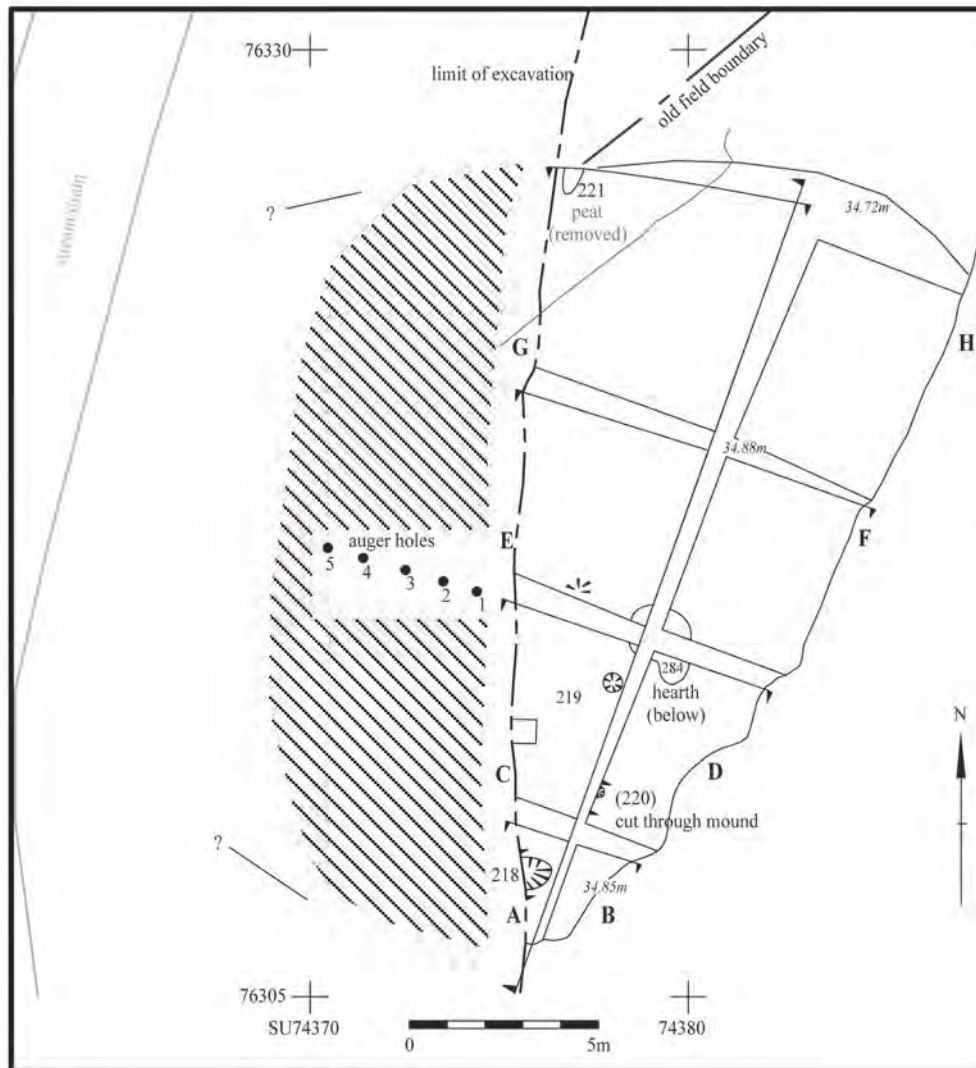 76330
limit of excavation
old field boundary
221
peat
(removed)
?
34.72m
streamvain
G
H
34.88m
E
F
auger holes
5
4
3
2
1
219
284
hearth
(below)
C
D
(220)
cut through mound
N
?
218
34.85m
A
B
76305
SU74370
74380
0
5m